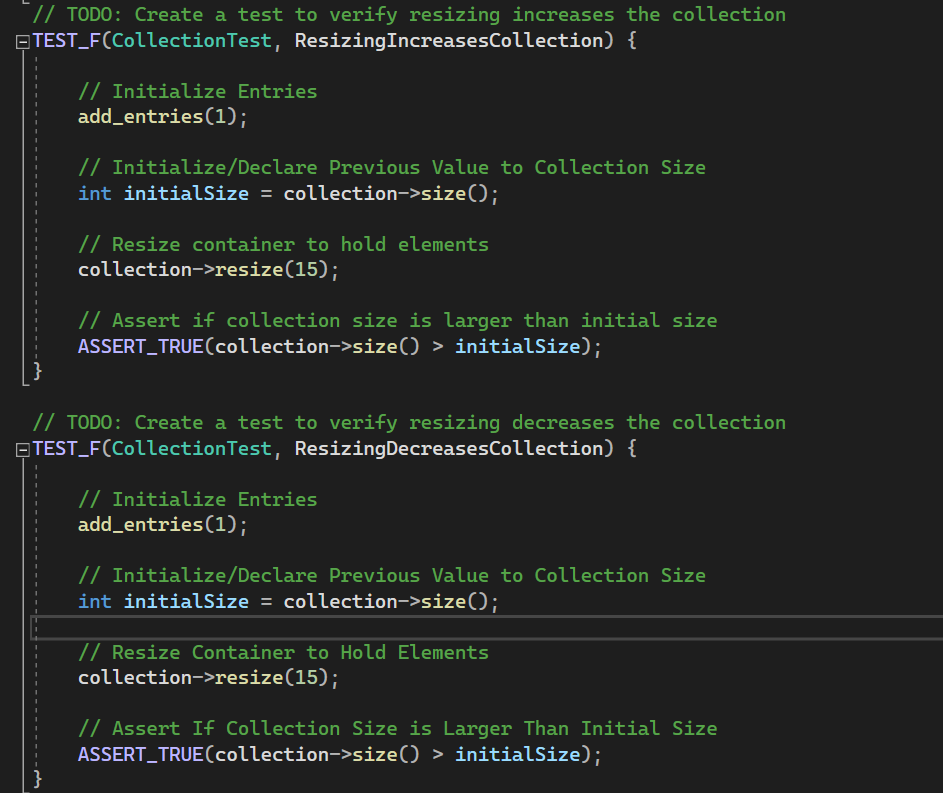 // TODO: Create a test to verify resizing increases the collection
TEST_F(CollectionTest, ResizingIncreasesCollection) {
// Initialize Entries
add_entries(1);
// Initialize/Declare Previous Value to Collection Size
int initialSize = collection->size();
// Resize container to hold elements
collection->resize(15);
// Assert if collection size is larger than initial size
ASSERT_TRUE(collection->size() > initialSize);
}
// TODO: Create a test to verify resizing decreases the collection
TEST_F(CollectionTest, ResizingDecreasesCollection) {
// Initialize Entries
add_entries(1);
// Initialize/Declare Previous Value to Collection Size
int initialSize = collection->size();
// Resize Container to Hold Elements
collection->resize(15);
// Assert If Collection Size is Larger Than Initial Size
ASSERT_TRUE(collection->size() > initialSize);
}